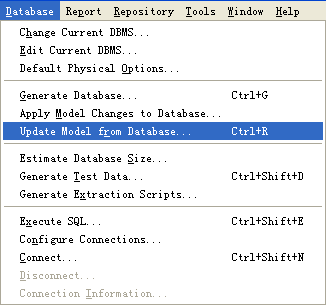 Database Report Repository Tools Window Help
Change Current DBMS...
Edit Current DBMS...
Default Physical Options...
Generate Database... Ctrl+G
Apply Model Changes to Database...
Update Model from Database... Ctrl+R
Estimate Database Size...
Generate Test Data... Ctrl+Shift+D
Generate Extraction Scripts...
Execute SQL... Ctrl+Shift+E
Configure Connections...
Connect... Ctrl+Shift+N
Disconnect...
Connection Information...